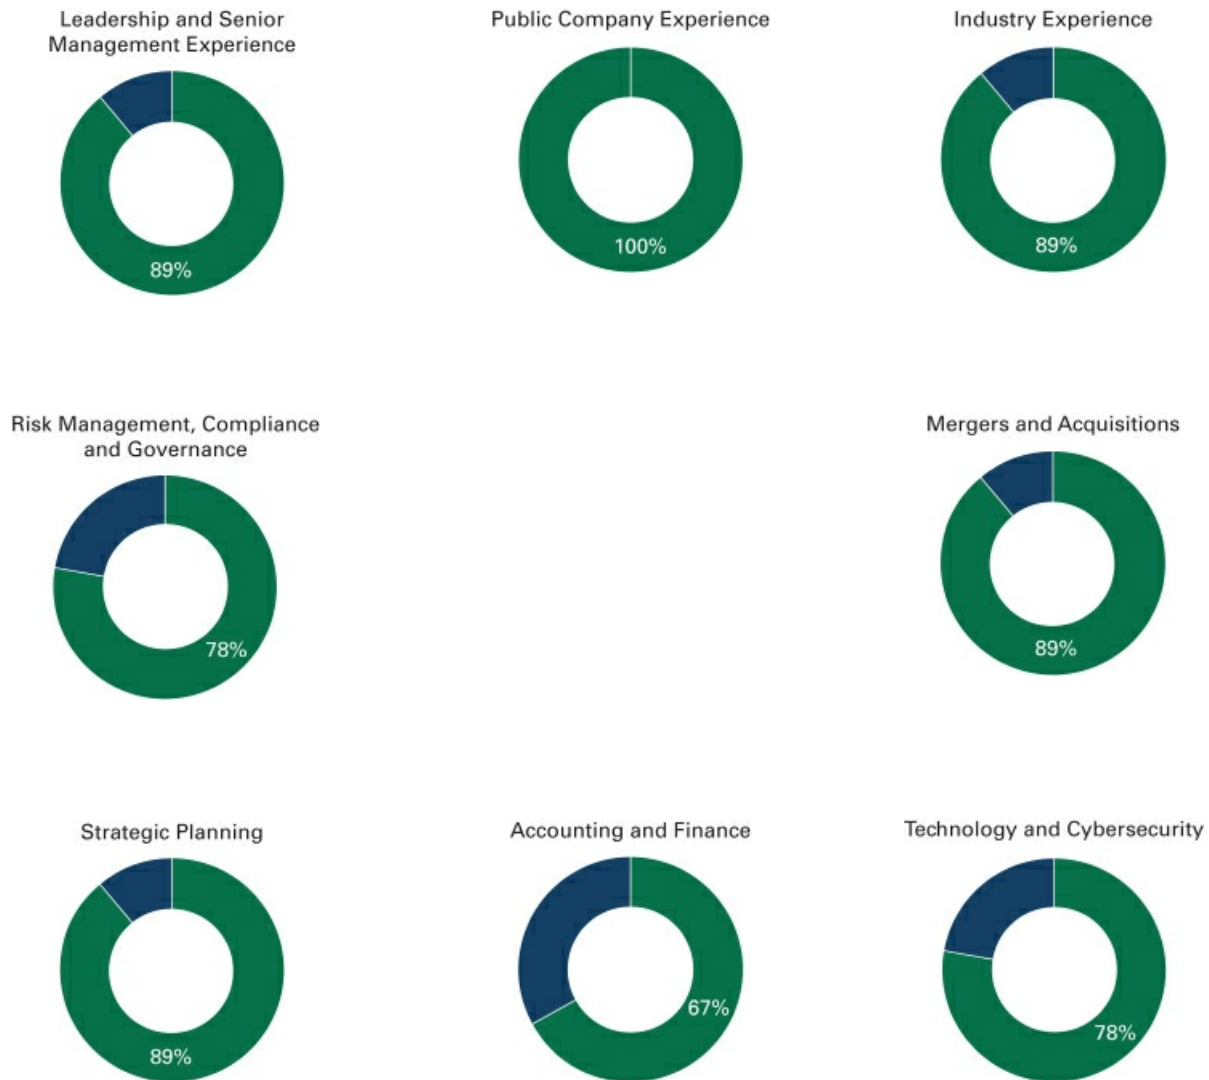 Leadership and Senior
Management Experience
89%
Public Company Experience
100%
Industry Experience
89%
Risk Management, Compliance
and Governance
78%
Mergers and Acquisitions
89%
Strategic Planning
89%
Accounting and Finance
67%
Technology and Cybersecurity
78%